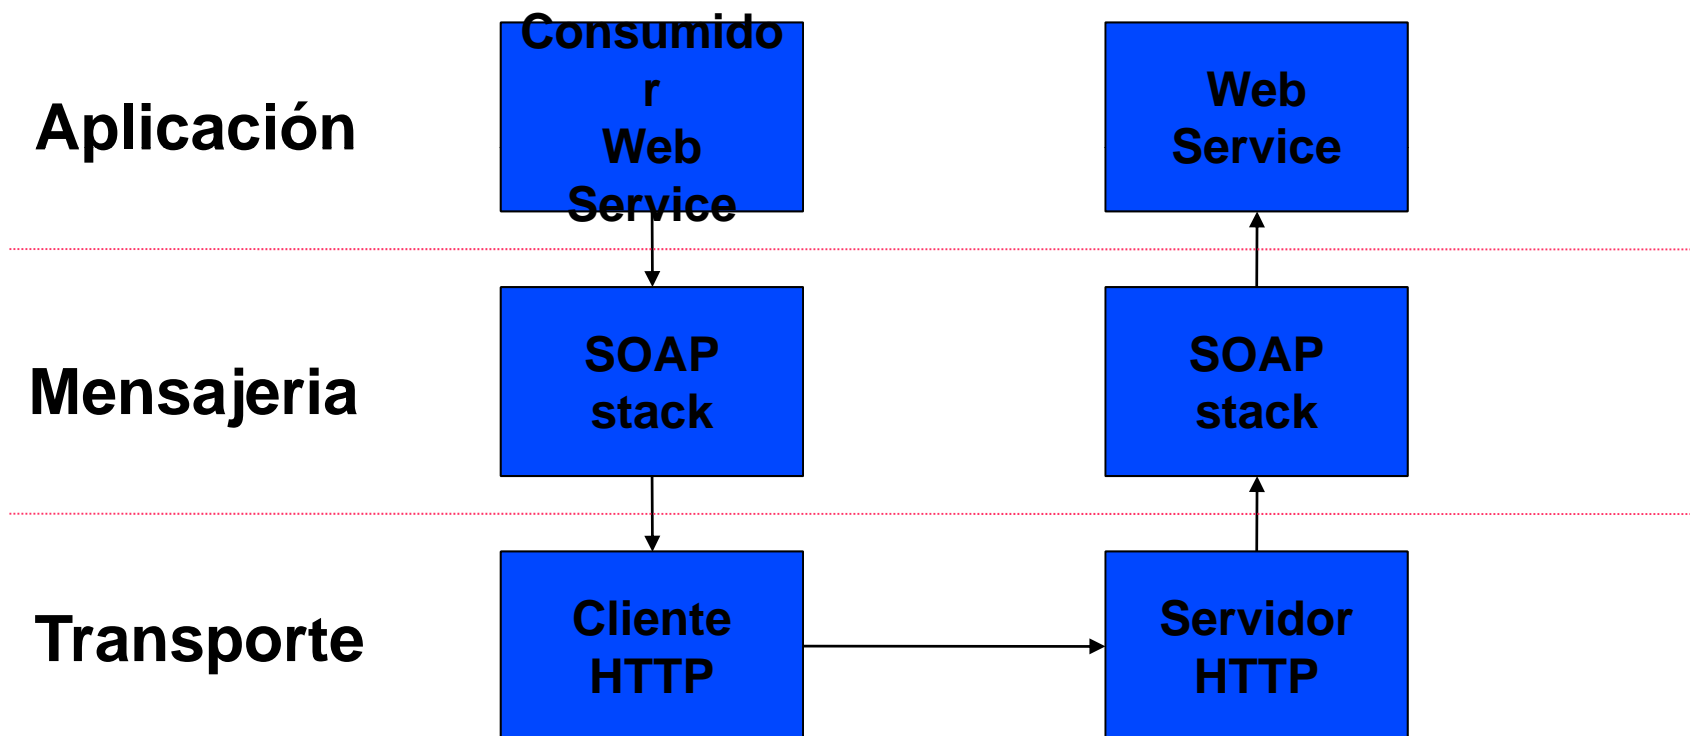 Aplicación
Consumido
r
Web
Service
Web
Service
Mensajeria
SOAP
stack
SOAP
stack
Transporte
Cliente
HTTP
Servidor
HTTP